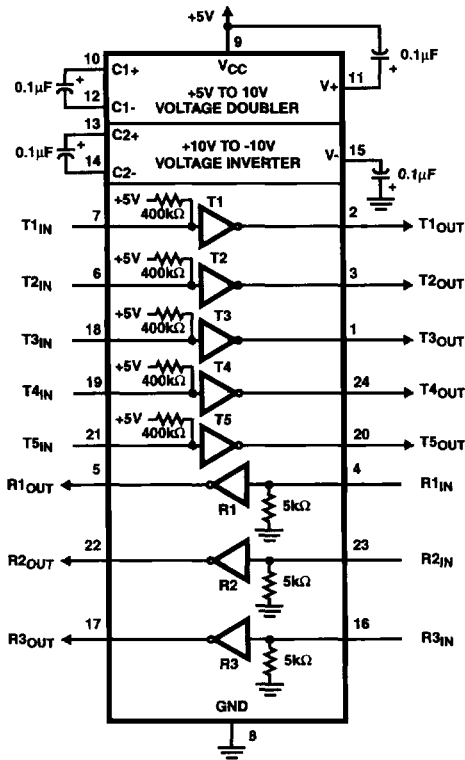 +5V
9
VCC
10
C1+
0.1µF
+
12
C1-
+5V TO 10V
VOLTAGE DOUBLER
V+
11
0.1µF
+
13
C2+
0.1µF
+
14
C2-
+10V TO -10V
VOLTAGE INVERTER
V-
15
0.1µF
+
T1IN
7
+5V
400kΩ
T1
2
T1OUT
T2IN
6
+5V
400kΩ
T2
3
T2OUT
T3IN
18
+5V
400kΩ
T3
1
T3OUT
T4IN
19
+5V
400kΩ
T4
24
T4OUT
T5IN
21
+5V
400kΩ
T5
20
T5OUT
R1OUT
5
R1
5kΩ
4
R1IN
R2OUT
22
R2
5kΩ
23
R2IN
R3OUT
17
R3
5kΩ
16
R3IN
GND
8